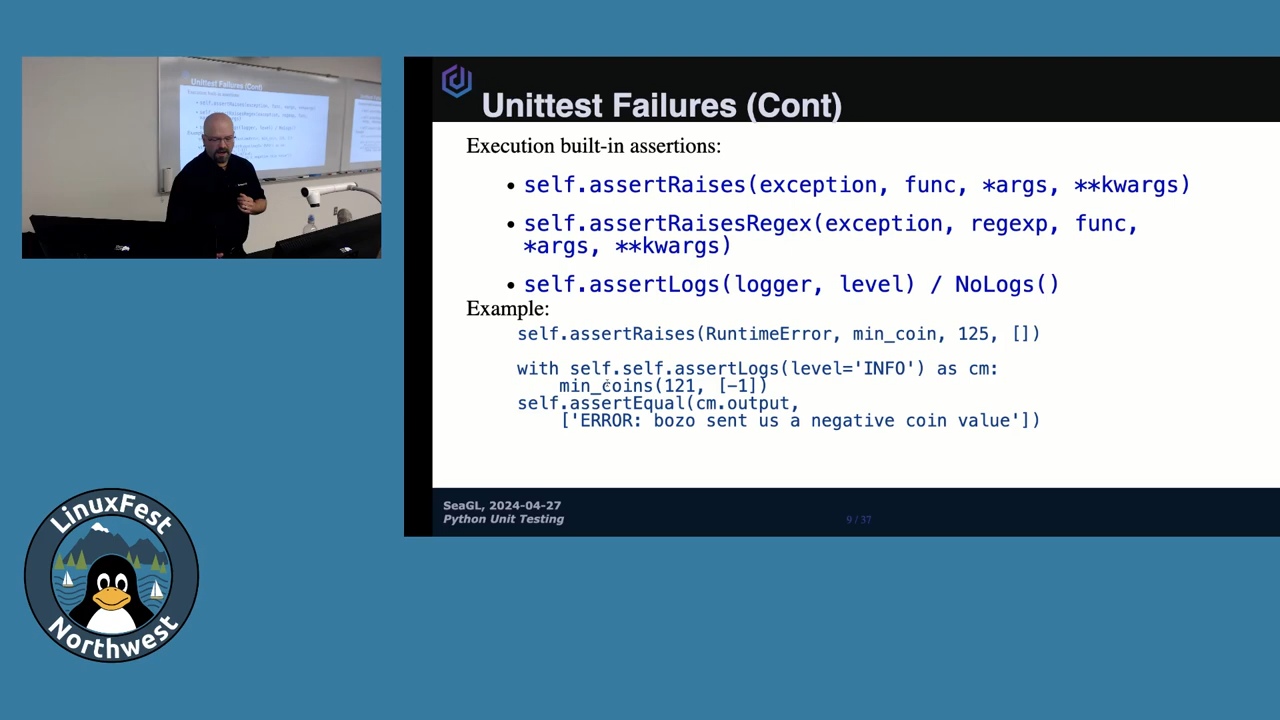 Unittest Failures (Cont)
Execution built-in assertions:
• self.assertRaises(exception, func, *args, **kwargs)
• self.assertRaisesRegex(exception, regexp, func,
*args, **kwargs)
• self.assertLogs(logger, level) / NoLogs()
Example:
self.assertRaises(RuntimeError, min_coin, 125, [])
with self.self.assertLogs(level='INFO') as cm:
min_coins(121, [-1])
self.assertEqual(cm.output,
['ERROR: bozo sent us a negative coin value'])
SeaGL, 2024-04-27
Python Unit Testing
9 / 37
Unittest Failures (Cont)
LinuxFest
Northwest